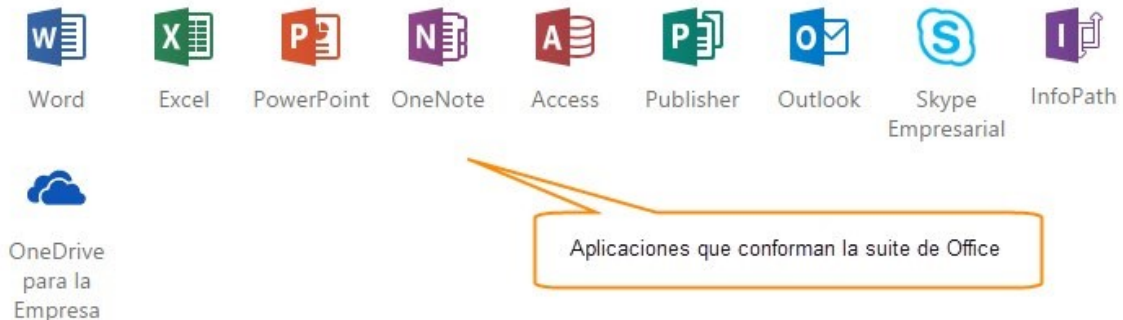 Word
Excel
PowerPoint
OneNote
Access
Publisher
Outlook
Skype
Empresarial
InfoPath
OneDrive
para la
Empresa
Aplicaciones que conforman la suite de Office